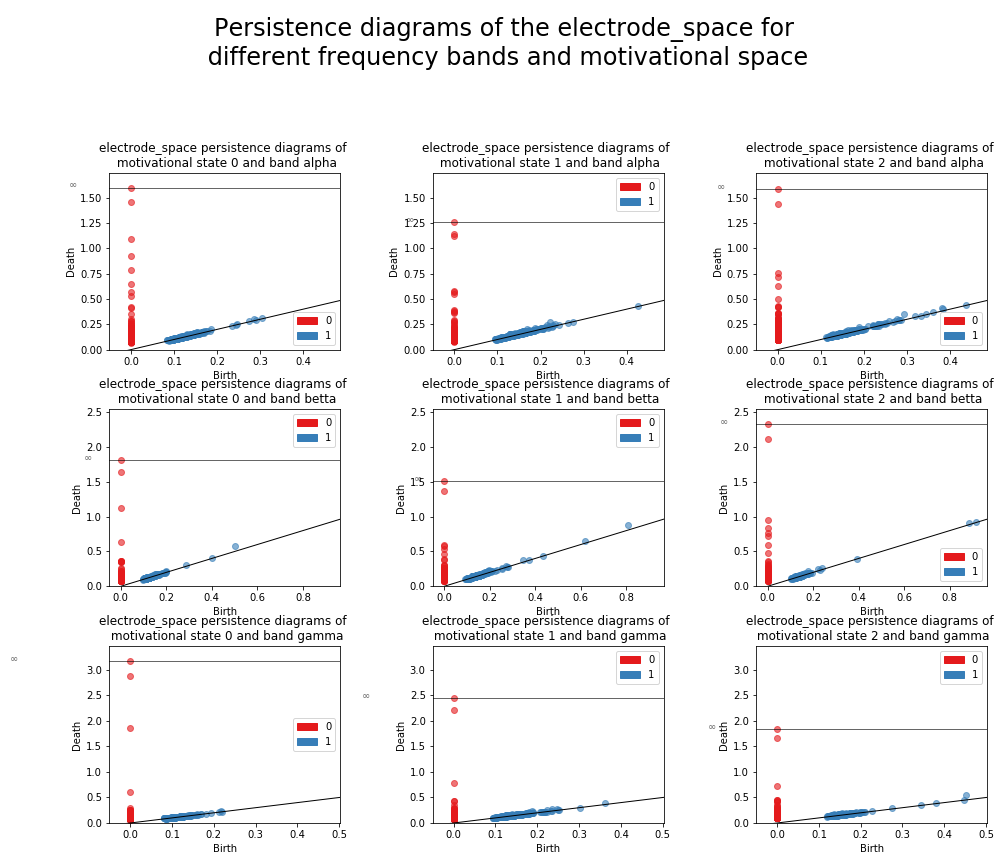 Persistence diagrams of the electrode_space for
different frequency bands and motivational space
electrode_space persistence diagrams of
motivational state 0 and band alpha
∞
1.50
1.25
1.00
0.75
0.50
0.25
0.00
Death
0
1
0.0 0.1 0.2 0.3 0.4
Birth
electrode_space persistence diagrams of
motivational state 1 and band alpha
∞
1.50
1.25
1.00
0.75
0.50
0.25
0.00
Death
0
1
0.0 0.1 0.2 0.3 0.4
Birth
electrode_space persistence diagrams of
motivational state 2 and band alpha
∞
1.50
1.25
1.00
0.75
0.50
0.25
0.00
Death
0
1
0.0 0.1 0.2 0.3 0.4
Birth
electrode_space persistence diagrams of
motivational state 0 and band betta
2.5
2.0
∞
1.5
1.0
0.5
0.0
Death
0
1
0.0 0.2 0.4 0.6 0.8
Birth
electrode_space persistence diagrams of
motivational state 1 and band betta
2.5
2.0
∞
1.5
1.0
0.5
0.0
Death
0
1
0.0 0.2 0.4 0.6 0.8
Birth
electrode_space persistence diagrams of
motivational state 2 and band betta
2.5
∞
2.0
1.5
1.0
0.5
0.0
Death
0
1
0.0 0.2 0.4 0.6 0.8
Birth
electrode_space persistence diagrams of
motivational state 0 and band gamma
∞
3.0
2.5
2.0
1.5
1.0
0.5
0.0
Death
0
1
0.0 0.1 0.2 0.3 0.4 0.5
Birth
electrode_space persistence diagrams of
motivational state 1 and band gamma
3.0
2.5
∞
2.0
1.5
1.0
0.5
0.0
Death
0
1
0.0 0.1 0.2 0.3 0.4 0.5
Birth
electrode_space persistence diagrams of
motivational state 2 and band gamma
3.0
2.5
2.0
∞
1.5
1.0
0.5
0.0
Death
0
1
0.0 0.1 0.2 0.3 0.4 0.5
Birth